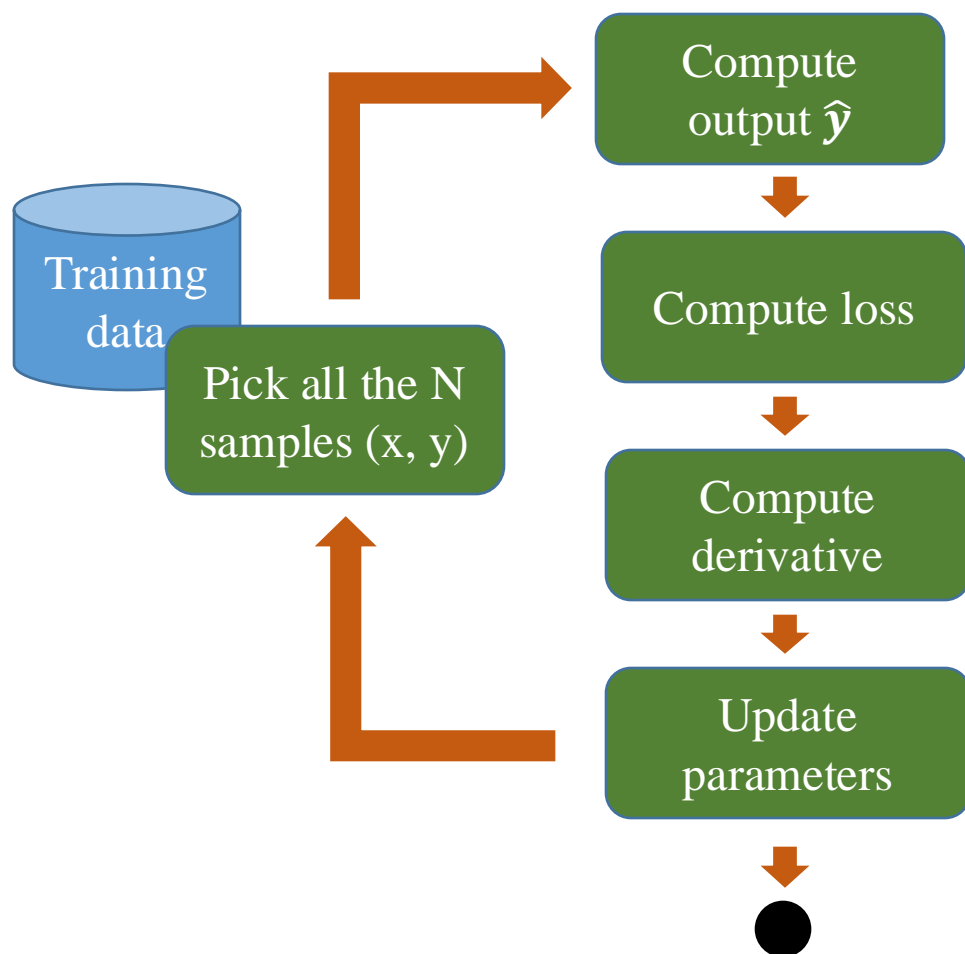 Training
data
Pick all the N
samples (x, y)
Compute
output ŷ
Compute loss
Compute
derivative
Update
parameters